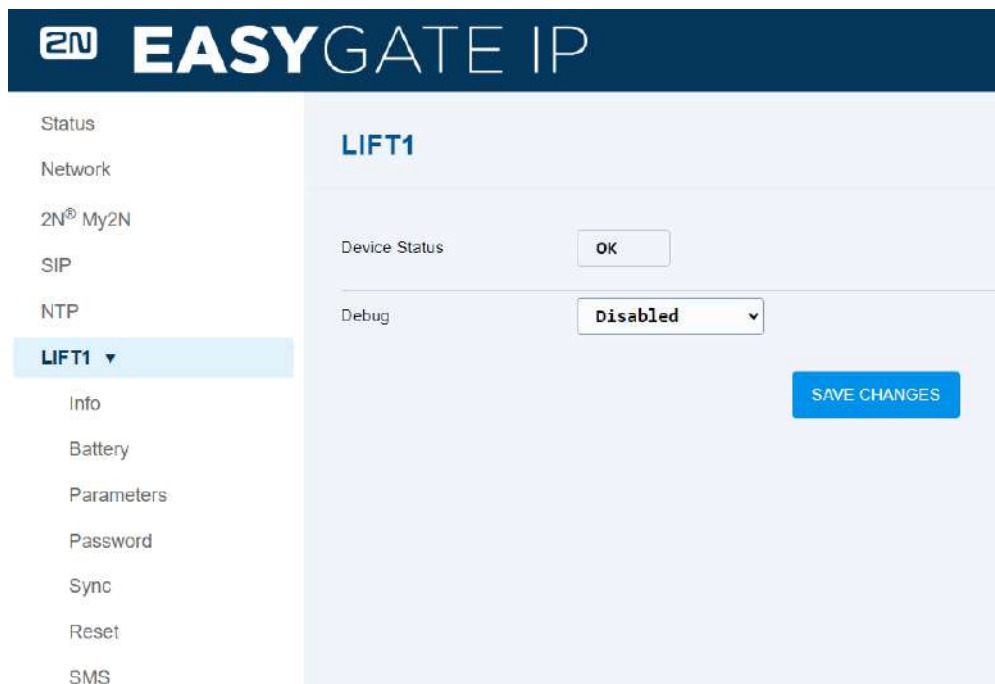 2N EASYGATE IP
Status
Network
2N® My2N
SIP
NTP
LIFT1 ▼
Info
Battery
Parameters
Password
Sync
Reset
SMS
LIFT1
Device Status OK
Debug Disabled
SAVE CHANGES